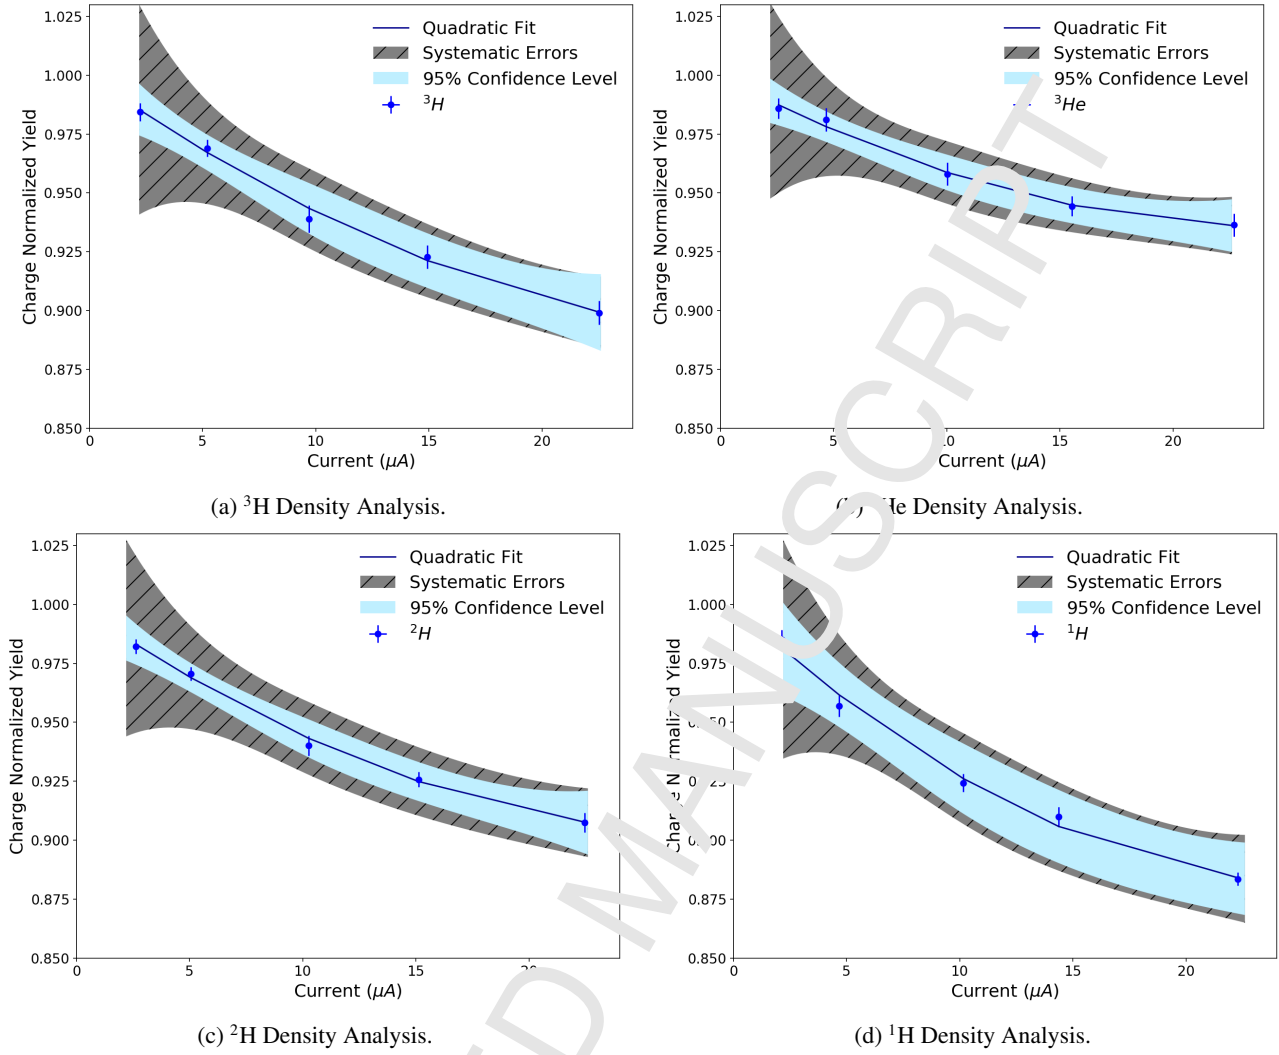 1.025
1.000
0.975
0.950
0.925
0.900
0.875
0.850
Charge Normalized Yield
Quadratic Fit
Systematic Errors
95% Confidence Level
³H
0 5 10 15 20
Current (μA)
(a) ³H Density Analysis.
1.025
1.000
0.975
0.950
0.925
0.900
0.875
0.850
Charge Normalized Yield
Quadratic Fit
Systematic Errors
95% Confidence Level
³He
0 5 10 15 20
Current (μA)
He Density Analysis.
1.025
1.000
0.975
0.950
0.925
0.900
0.875
0.850
Charge Normalized Yield
Quadratic Fit
Systematic Errors
95% Confidence Level
²H
0 5 10 15 20
Current (μA)
(c) ²H Density Analysis.
1.025
1.000
0.975
0.900
0.875
0.850
Normalized Yield
Quadratic Fit
Systematic Errors
95% Confidence Level
¹H
0 5 10 15 20
Current (μA)
(d) ¹H Density Analysis.
MANUSCRIPT